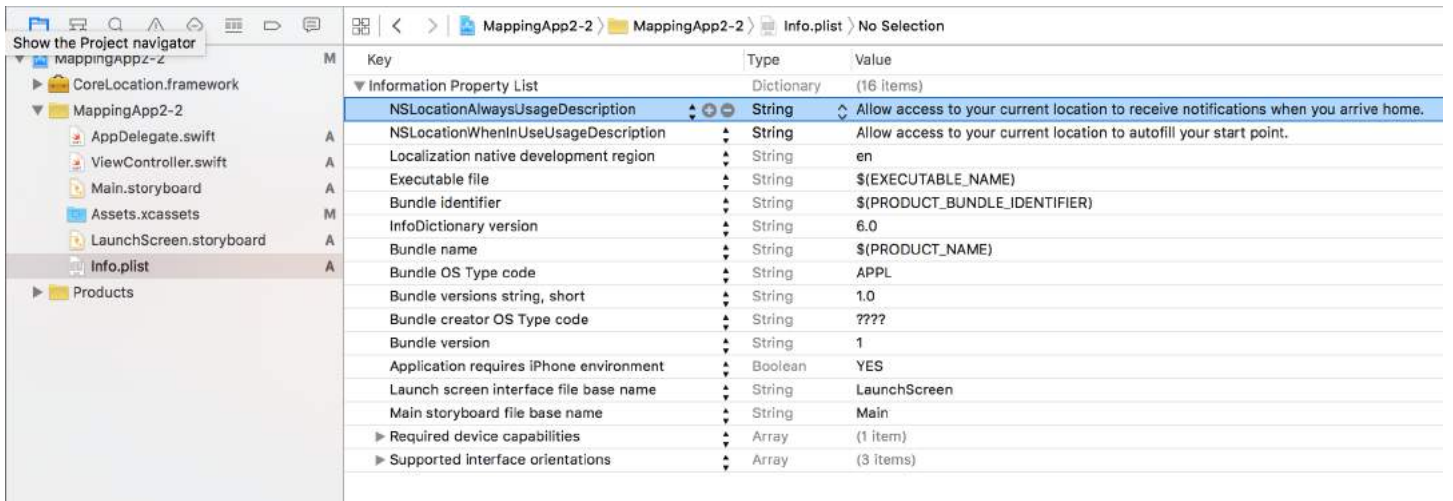 MappingApp2-2 MappingApp2-2 Info.plist No Selection
Show the Project navigator
MappingApp2-2 M
CoreLocation.framework
MappingApp2-2
AppDelegate.swift A
ViewController.swift A
Main.storyboard A
Assets.xcassets M
LaunchScreen.storyboard A
Info.plist A
Products
Key Type Value
Information Property List Dictionary (16 items)
NSLocationAlwaysUsageDescription String Allow access to your current location to receive notifications when you arrive home.
NSLocationWhenInUseUsageDescription String Allow access to your current location to autofill your start point.
Localization native development region String en
Executable file String $(EXECUTABLE_NAME)
Bundle identifier String $(PRODUCT_BUNDLE_IDENTIFIER)
InfoDictionary version String 6.0
Bundle name String $(PRODUCT_NAME)
Bundle OS Type code String APPL
Bundle versions string, short String 1.0
Bundle creator OS Type code String ????
Bundle version String 1
Application requires iPhone environment Boolean YES
Launch screen interface file base name String LaunchScreen
Main storyboard file base name String Main
Required device capabilities Array (1 item)
Supported interface orientations Array (3 items)